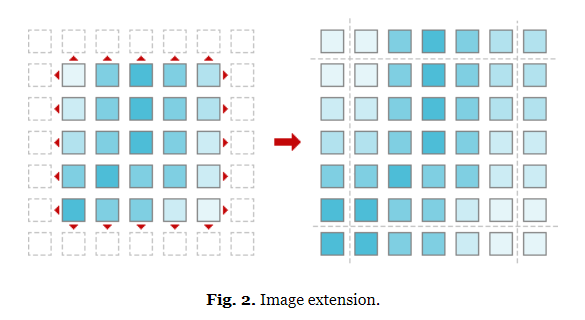 Fig. 2. Image extension.